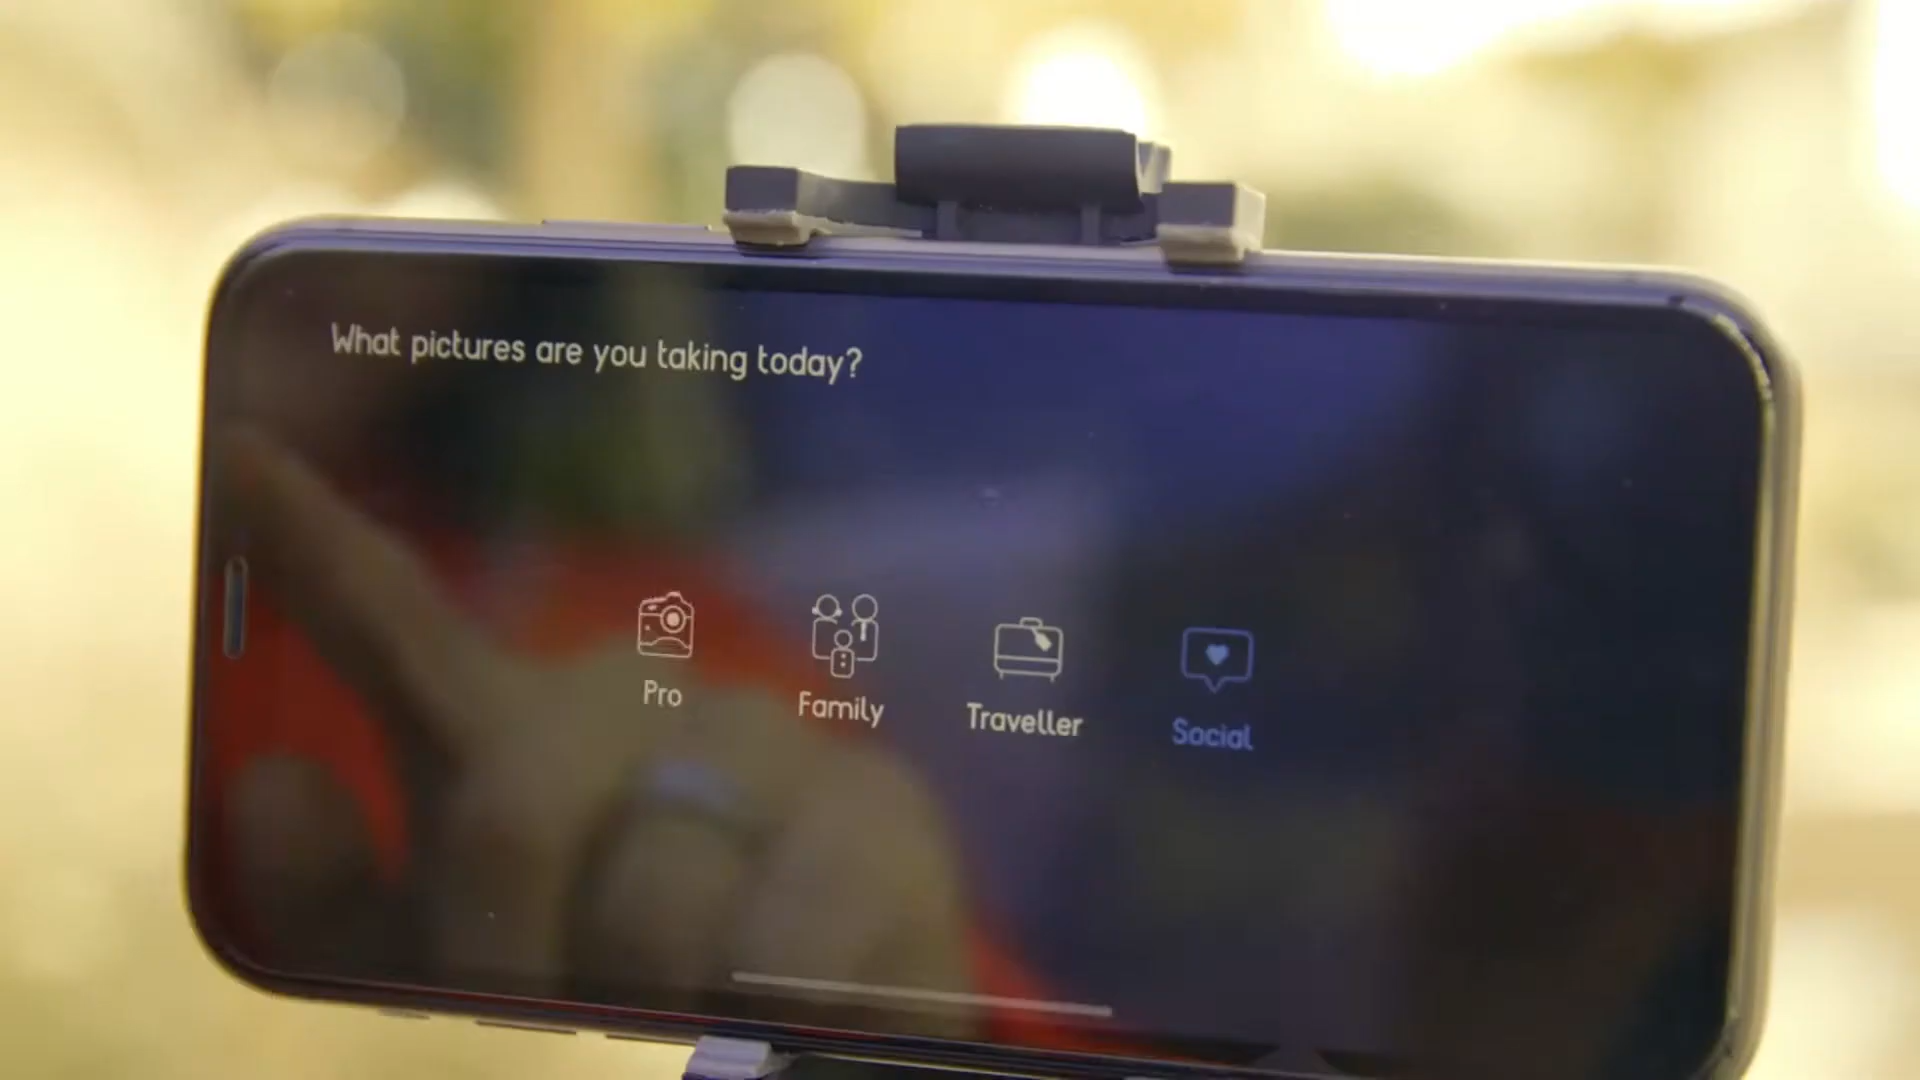 What pictures are you taking today?
Pro
Family
Traveller
Social